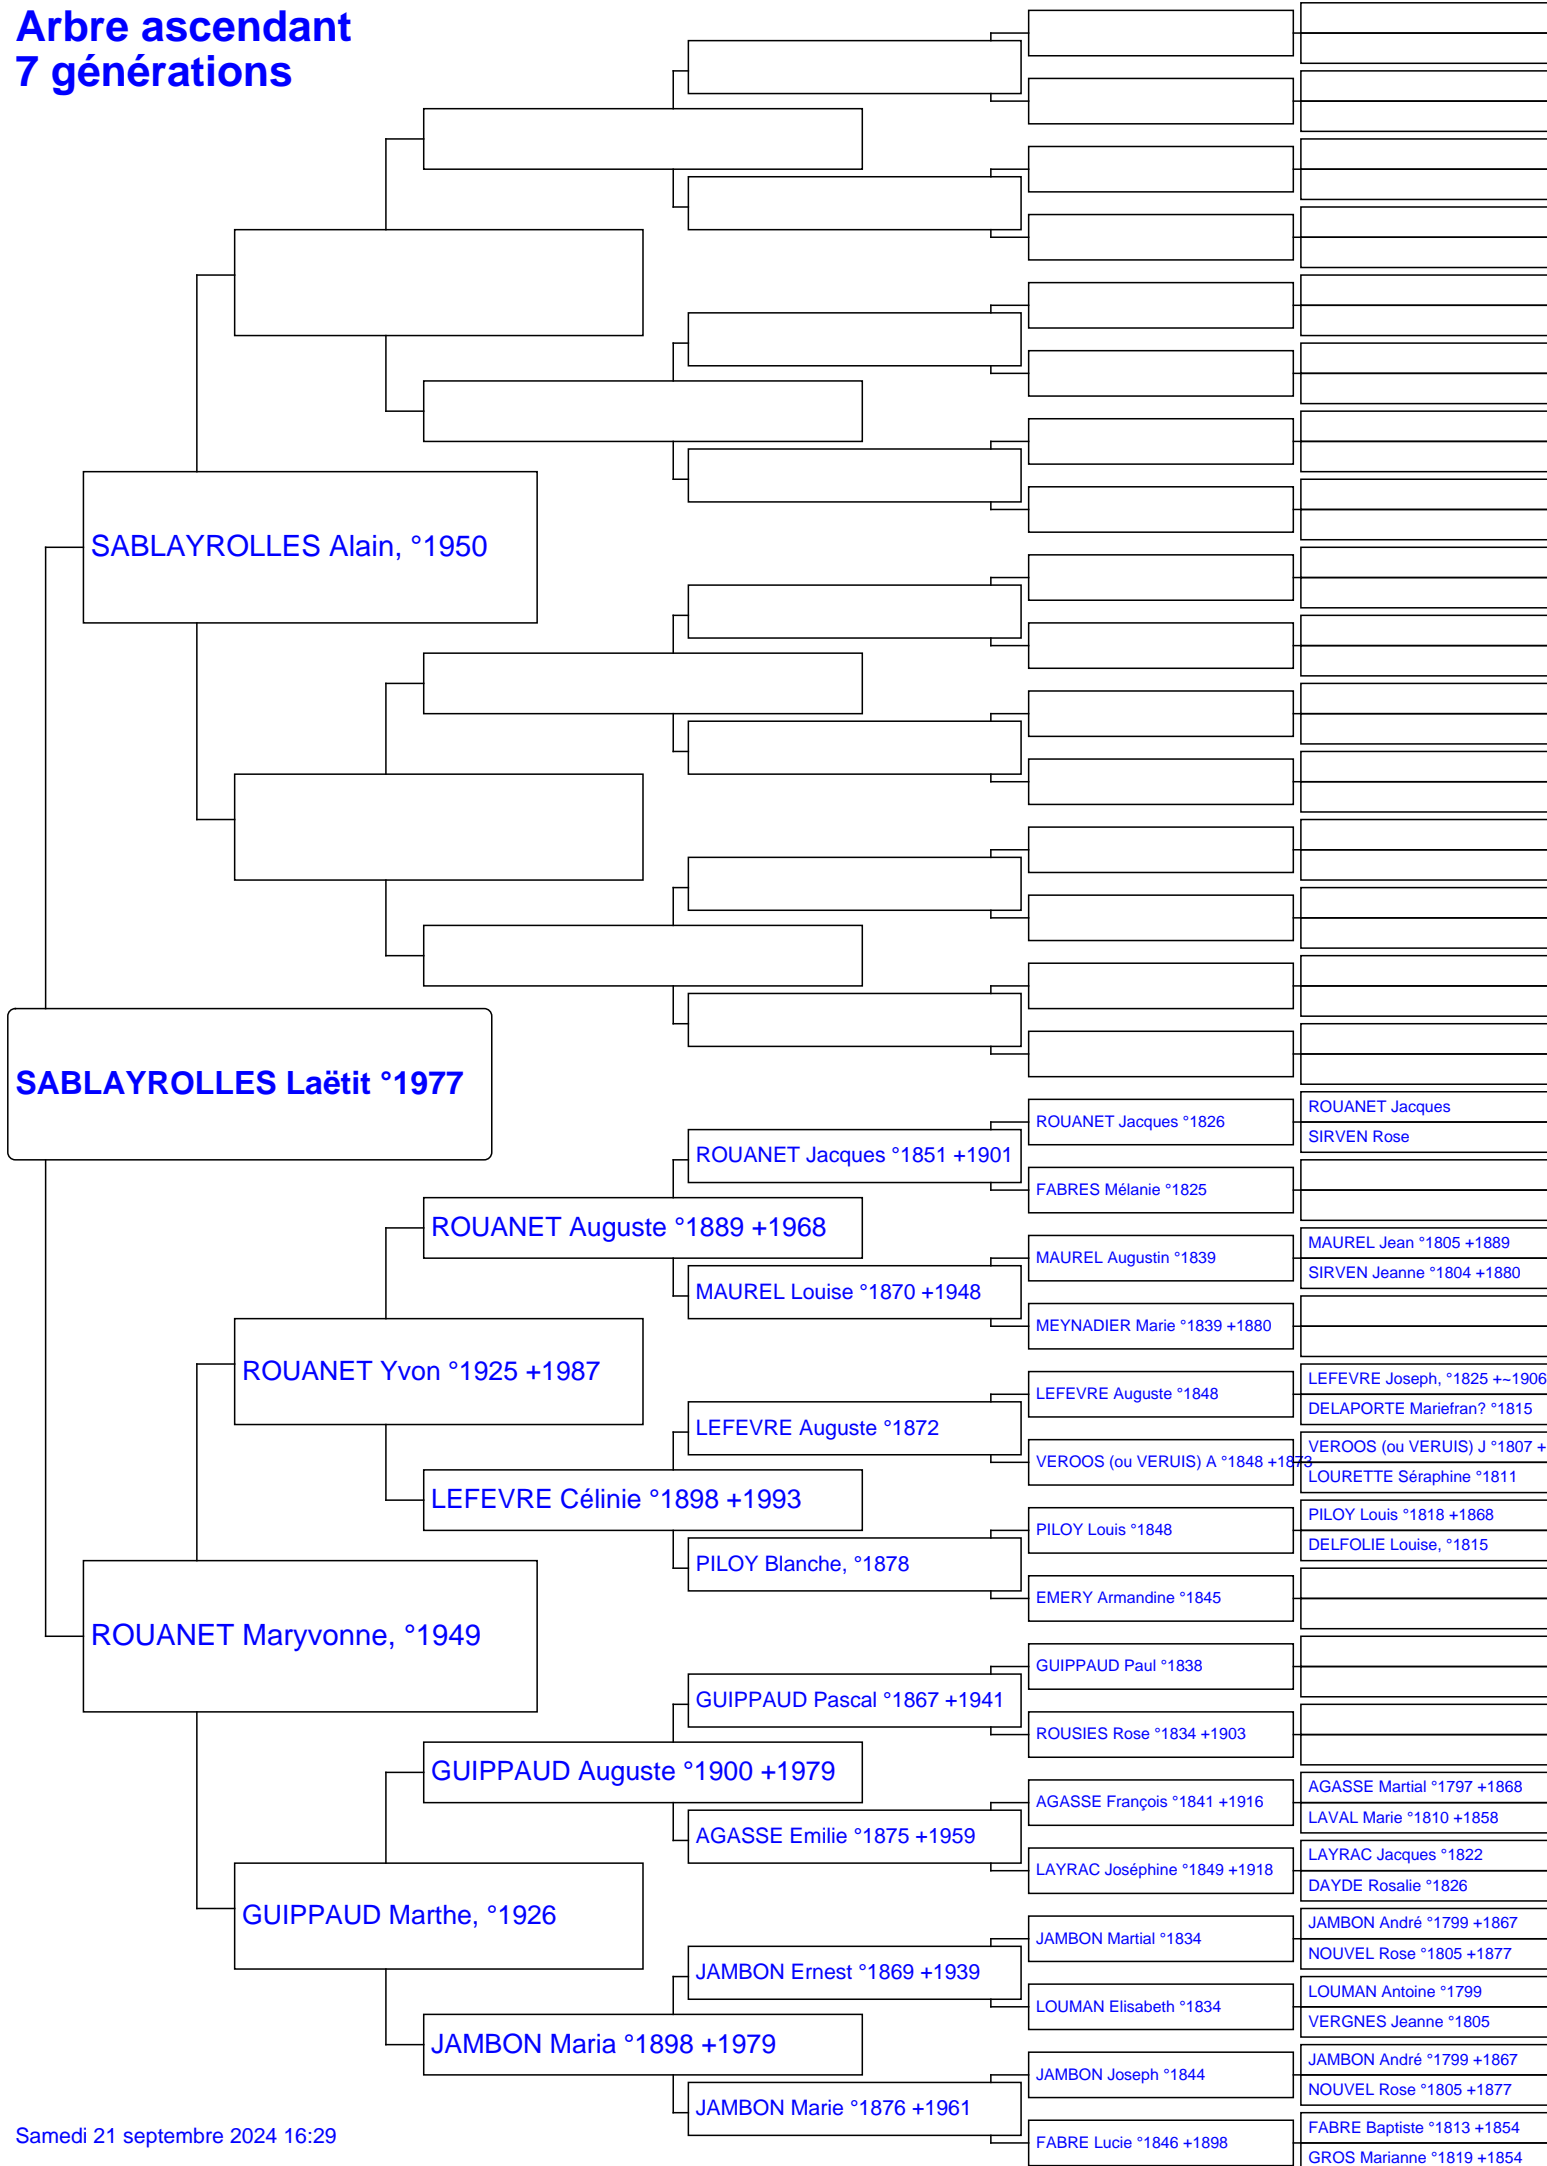 Arbre ascendant
7 générations
SABLAYROLLES Alain, °1950
SABLAYROLLES Laëtit °1977
ROUANET Jacques
ROUANET Jacques °1826
SIRVEN Rose
ROUANET Jacques °1851 +1901
FABRES Mélanie °1825
ROUANET Auguste °1889 +1968
MAUREL Jean °1805 +1889
MAUREL Augustin °1839
SIRVEN Jeanne °1804 +1880
MAUREL Louise °1870 +1948
MEYNADIER Marie °1839 +1880
ROUANET Yvon °1925 +1987
LEFEVRE Joseph, °1825 +~1906
LEFEVRE Auguste °1848
DELAPORTE Mariefran? °1815
LEFEVRE Auguste °1872
VEROOS (ou VERUIS) J °1807 +
VEROOS (ou VERUIS) A °1848 +1873
LOURETTE Séraphine °1811
LEFEVRE Célinie °1898 +1993
PILOY Louis °1818 +1868
PILOY Louis °1848
DELFOLIE Louise, °1815
PILOY Blanche, °1878
EMERY Armandine °1845
ROUANET Maryvonne, °1949
GUIPPAUD Paul °1838
GUIPPAUD Pascal °1867 +1941
ROUSIES Rose °1834 +1903
GUIPPAUD Auguste °1900 +1979
AGASSE Martial °1797 +1868
AGASSE François °1841 +1916
LAVAL Marie °1810 +1858
AGASSE Emilie °1875 +1959
LAYRAC Jacques °1822
LAYRAC Joséphine °1849 +1918
DAYDE Rosalie °1826
GUIPPAUD Marthe, °1926
JAMBON André °1799 +1867
JAMBON Martial °1834
NOUVEL Rose °1805 +1877
JAMBON Ernest °1869 +1939
LOUMAN Antoine °1799
LOUMAN Elisabeth °1834
VERGNES Jeanne °1805
JAMBON Maria °1898 +1979
JAMBON André °1799 +1867
JAMBON Joseph °1844
NOUVEL Rose °1805 +1877
JAMBON Marie °1876 +1961
FABRE Baptiste °1813 +1854
FABRE Lucie °1846 +1898
GROS Marianne °1819 +1854
Samedi 21 septembre 2024 16:29